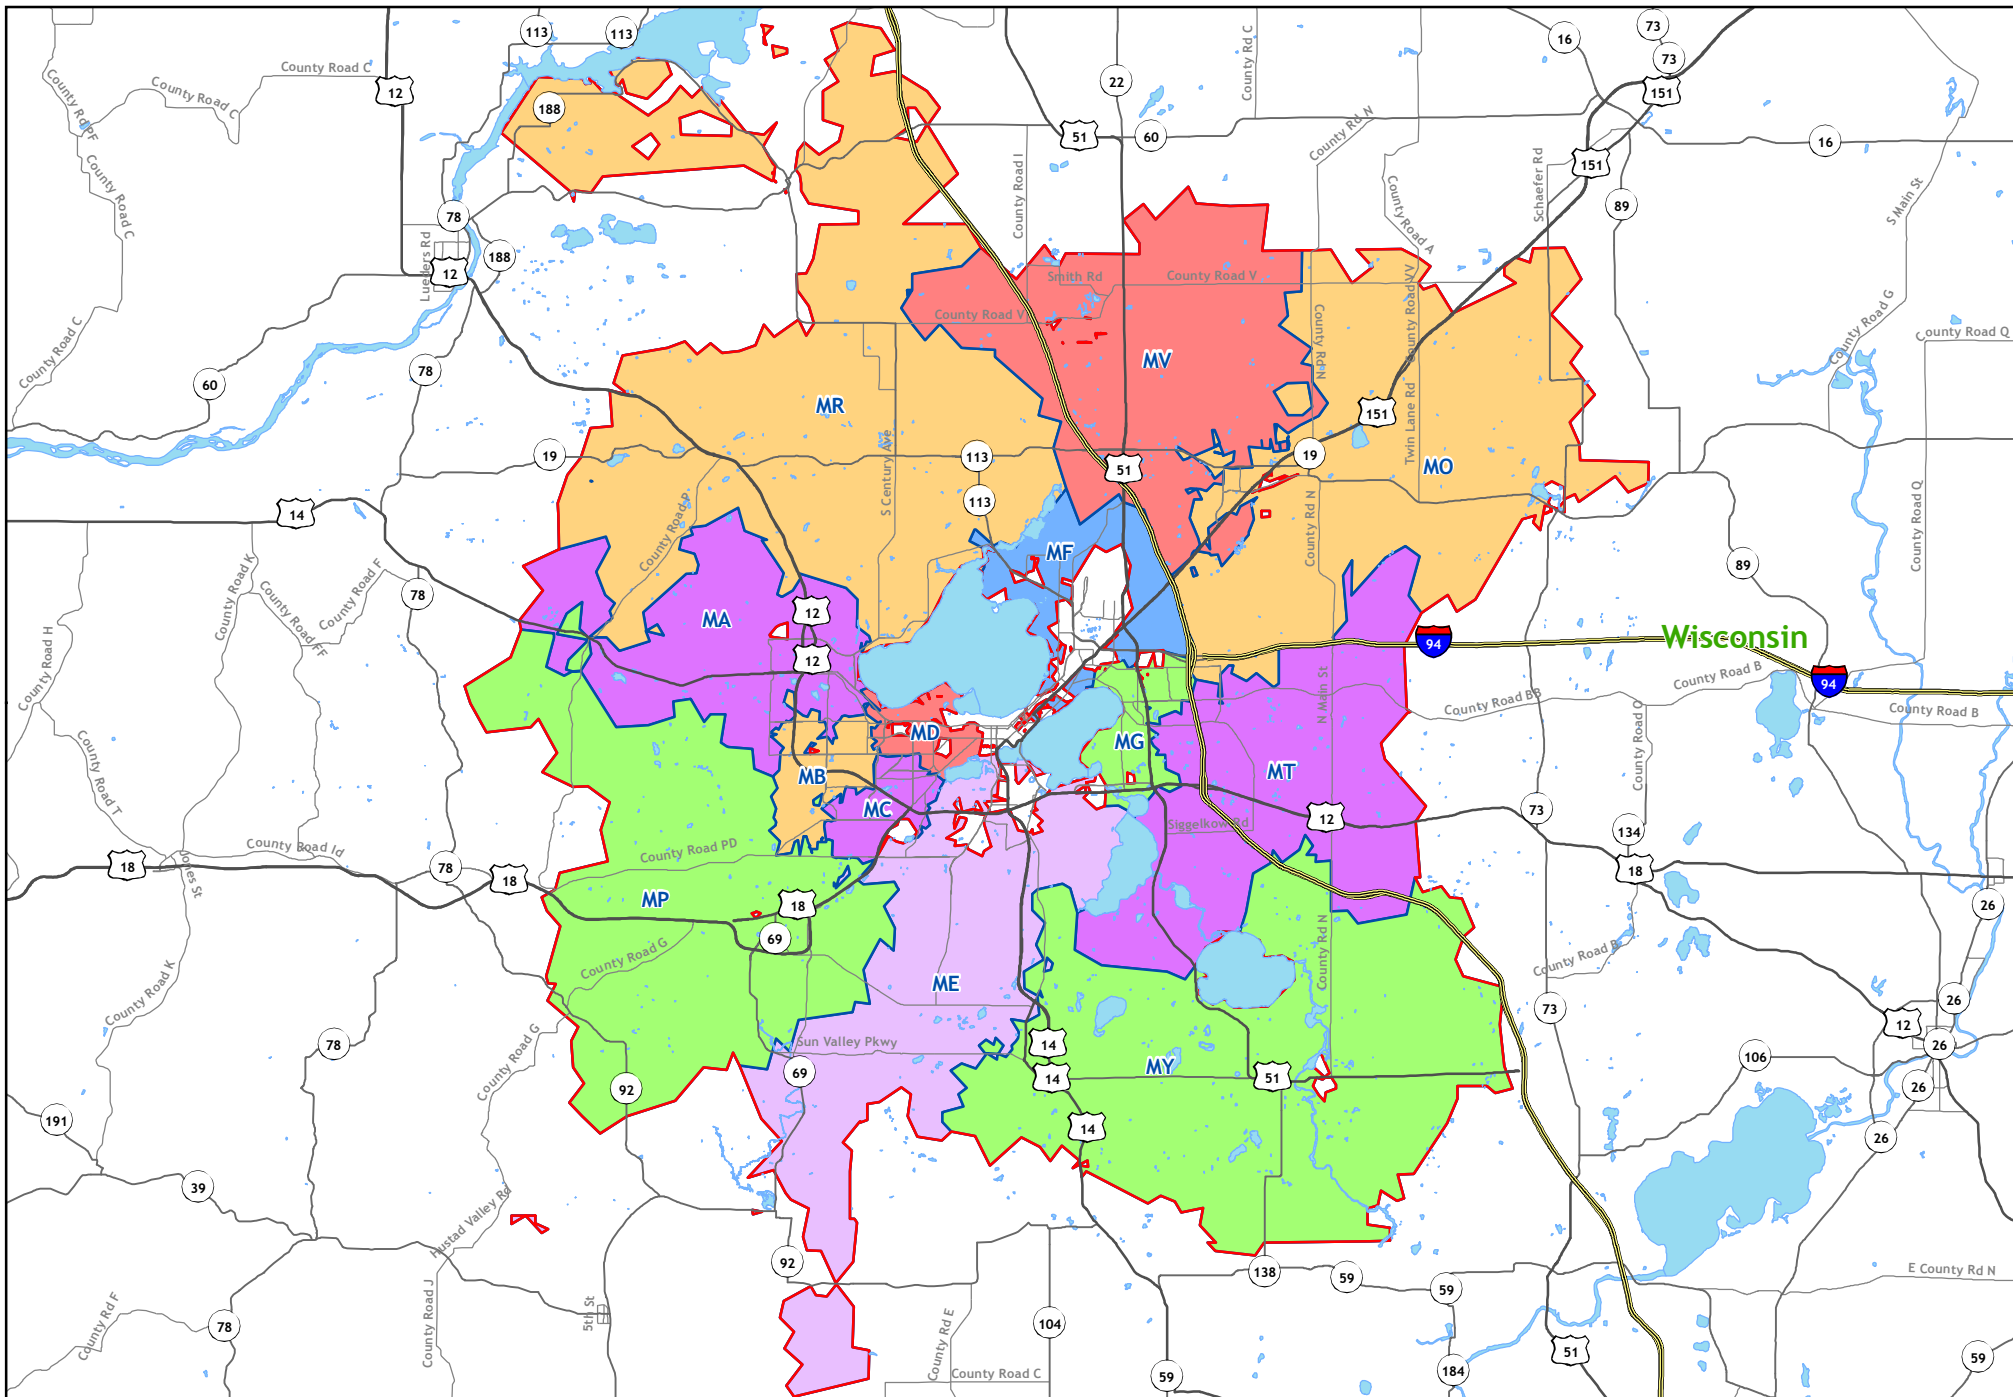 113
113
73
16
73
County Road C
County Rd C
22
12
151
County Road C
County Rd PF
188
County Rd N
51
60
16
151
County Road C
County Road I
Schaefer Rd
County Road A
S Main St
89
78
Lueders Rd
188
12
Smith Rd
County Road V
County Road VV
County Road V
County Road G
County Road Q
County Road C
County Rd N
MV
78
60
MR
151
Twin Lane Rd
S Century Ave
19
113
19
MO
51
County Road P
113
14
County Rd N
County Road Q
MF
County Road K
County Road F
89
78
County Road FF
12
MA
County Road H
94
Wisconsin
12
County Road B
94
N Main St
County Road BB
County Road O
County Road B
MD
MG
County Road T
MB
MT
MC
73
12
Siggelkow Rd
134
County Road Id
County Road PD
18
Jones St
78
18
18
MP
18
26
69
County Rd N
County Road G
County Road B
ME
County Road K
26
73
12
78
County Road G
Sun Valley Pkwy
14
26
106
MY
69
14
51
92
26
191
14
26
39
Hustad Valley Rd
92
138
59
E County Rd N
59
County Rd F
County Road J
5th St
78
104
County Rd E
51
59
County Road C
59
184